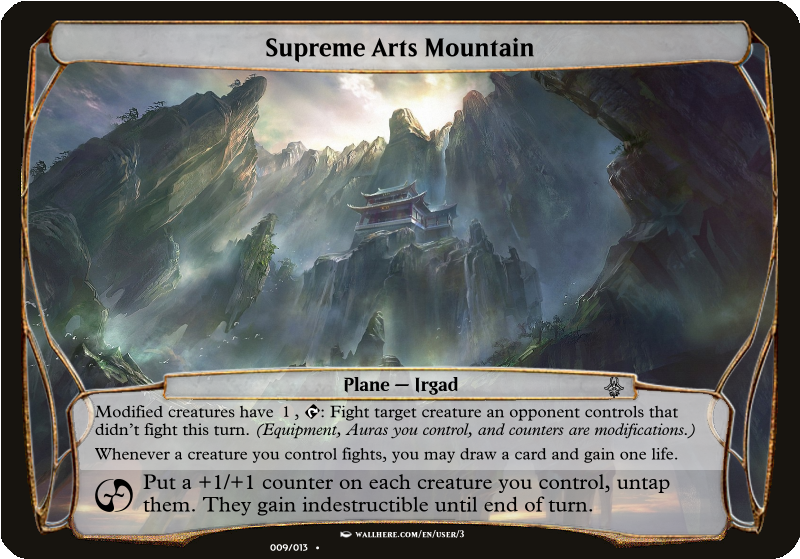 Supreme Arts Mountain
Plane — Irgad
Modified creatures have 1 , : Fight target creature an opponent controls that
didn't fight this turn. (Equipment, Auras you control, and counters are modifications.)
Whenever a creature you control fights, you may draw a card and gain one life.
Put a +1/+1 counter on each creature you control, untap
them. They gain indestructible until end of turn.
WALLHERE.COM/EN/USER/3
009/013 •